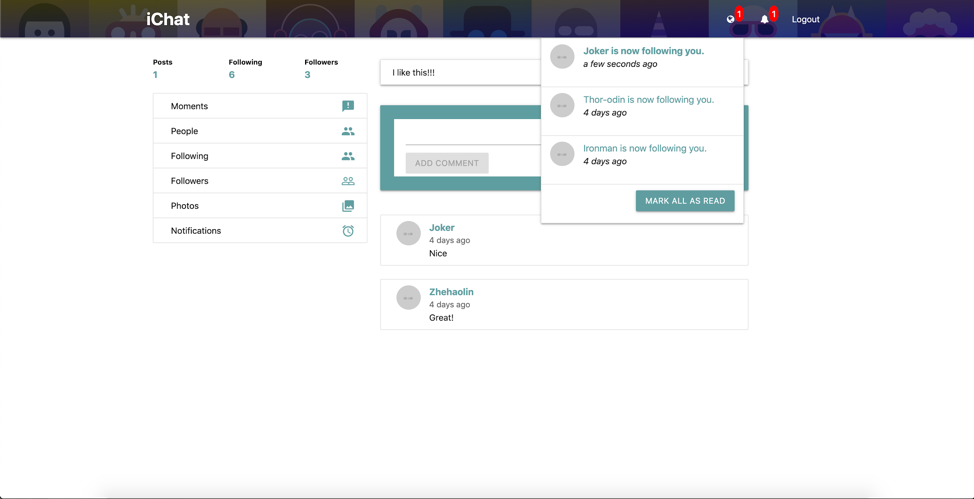 iChat
1
1
Logout
Posts
Following
Followers
1
6
3
Moments
People
Following
Followers
Photos
Notifications
I like this!!!
ADD COMMENT
Joker is now following you.
a few seconds ago
Thor-odin is now following you.
4 days ago
Ironman is now following you.
4 days ago
MARK ALL AS READ
Joker
4 days ago
Nice
Zhehaolin
4 days ago
Great!